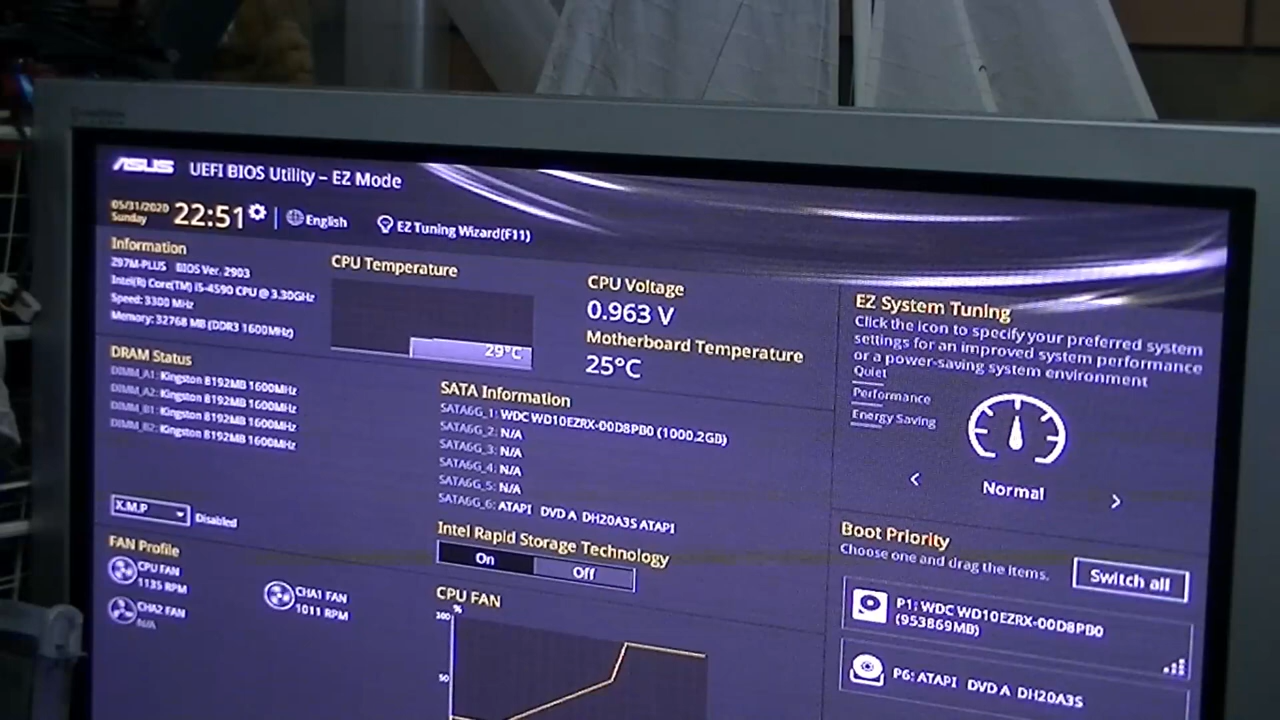 ASUS UEFI BIOS Utility – EZ Mode
05/31/2020
Sunday
22:51
English
EZ Tuning Wizard(F11)
Information
Z97M-PLUS BIOS Ver. 2903
Intel(R) Core(TM) i5-4590 CPU @ 3.30GHz
Speed: 3300 MHz
Memory: 32768 MB (DDR3 1600MHz)
CPU Temperature
29°C
CPU Voltage
0.963 V
Motherboard Temperature
25°C
DRAM Status
DIMM_A1: Kingston 8192MB 1600MHz
DIMM_A2: Kingston 8192MB 1600MHz
DIMM_B1: Kingston 8192MB 1600MHz
DIMM_B2: Kingston 8192MB 1600MHz
X.M.P Disabled
SATA Information
SATA6G_1: WDC WD10EZRX-00D8PB0 (1000.2GB)
SATA6G_2: N/A
SATA6G_3: N/A
SATA6G_4: N/A
SATA6G_5: N/A
SATA6G_6: ATAPI DVD A DH20A3S ATAPI
Intel Rapid Storage Technology
On Off
FAN Profile
CPU FAN
1135 RPM
CHA1 FAN
1011 RPM
CHA2 FAN
N/A
CPU FAN
%
100
50
EZ System Tuning
Click the icon to specify your preferred system
settings for an improved system performance
or a power-saving system environment
Quiet
Performance
Energy Saving
Normal
Boot Priority
Choose one and drag the items.
Switch all
P1: WDC WD10EZRX-00D8PB0
(953869MB)
P6: ATAPI DVD A DH20A3S